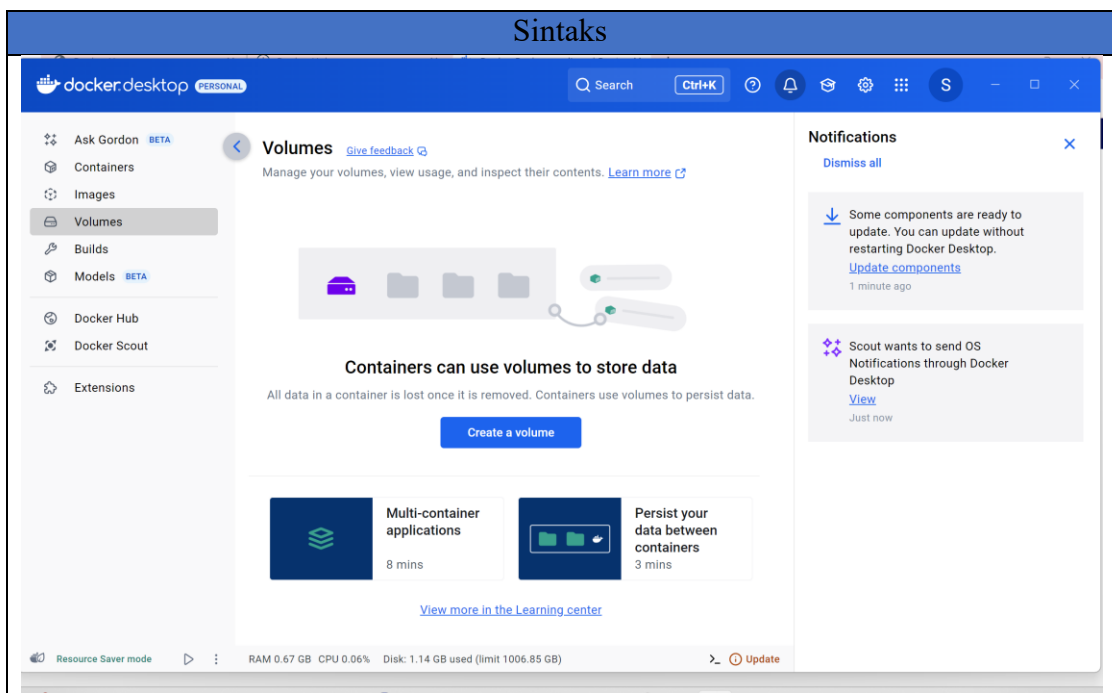 Sintaks
docker.desktop PERSONAL
Search Ctrl+K
S
Ask Gordon BETA
Containers
Images
Volumes
Builds
Models BETA
Docker Hub
Docker Scout
Extensions
Volumes Give feedback
Manage your volumes, view usage, and inspect their contents. Learn more
Containers can use volumes to store data
All data in a container is lost once it is removed. Containers use volumes to persist data.
Create a volume
Multi-container
applications
8 mins
Persist your
data between
containers
3 mins
View more in the Learning center
Notifications
Dismiss all
Some components are ready to
update. You can update without
restarting Docker Desktop.
Update components
1 minute ago
Scout wants to send OS
Notifications through Docker
Desktop
View
Just now
Resource Saver mode
RAM 0.67 GB CPU 0.06% Disk: 1.14 GB used (limit 1006.85 GB)
>_ Update